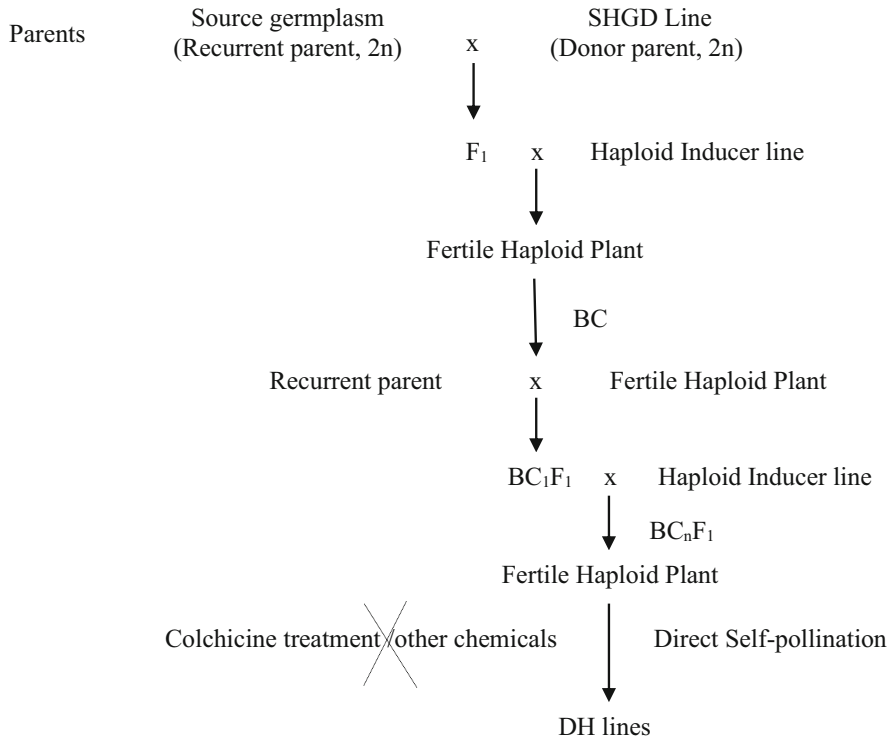 Parents
Source germplasm
(Recurrent parent, 2n)
x
SHGD Line
(Donor parent, 2n)
F₁ x Haploid Inducer line
Fertile Haploid Plant
BC
Recurrent parent x Fertile Haploid Plant
BC₁F₁ x Haploid Inducer line
BCₙF₁
Fertile Haploid Plant
Colchicine treatment /other chemicals Direct Self-pollination
DH lines